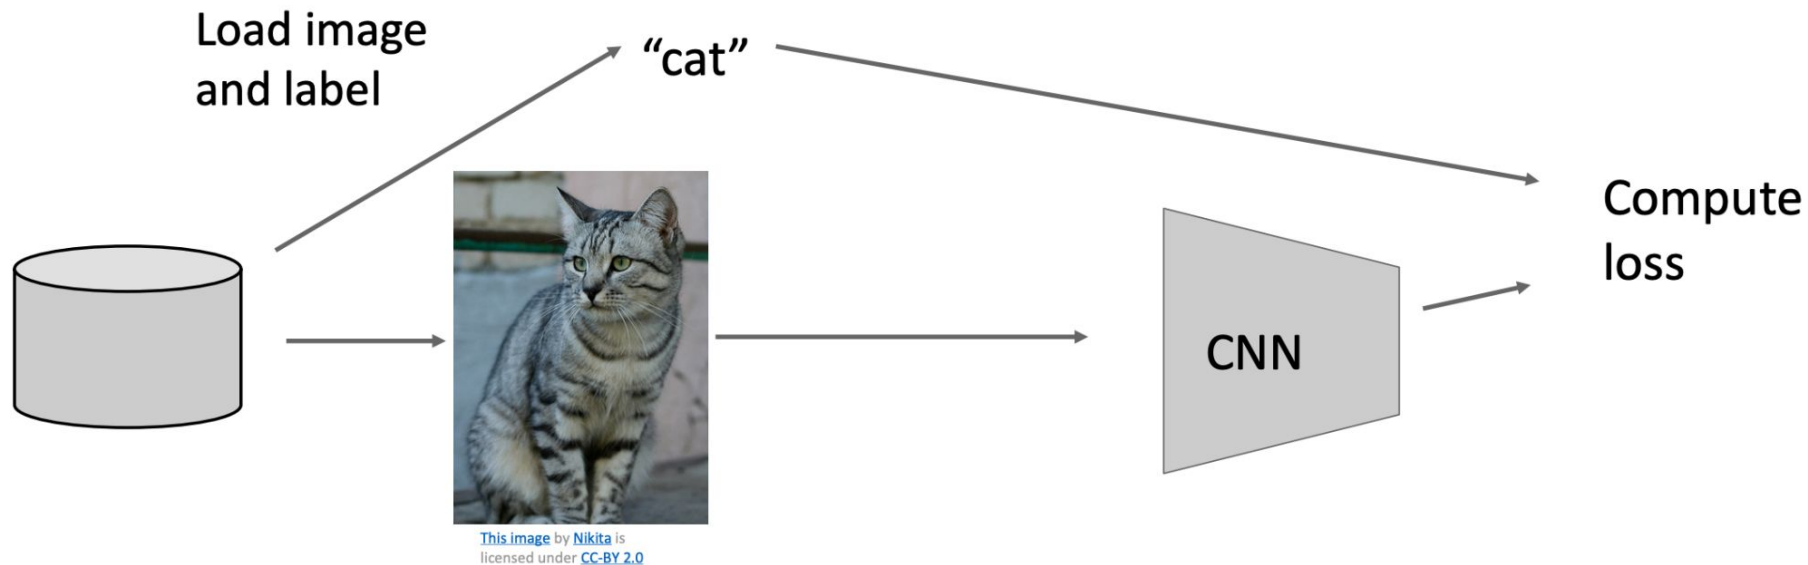 Load image
and label
“cat”
Compute
loss
CNN
This image by Nikita is
licensed under CC-BY 2.0